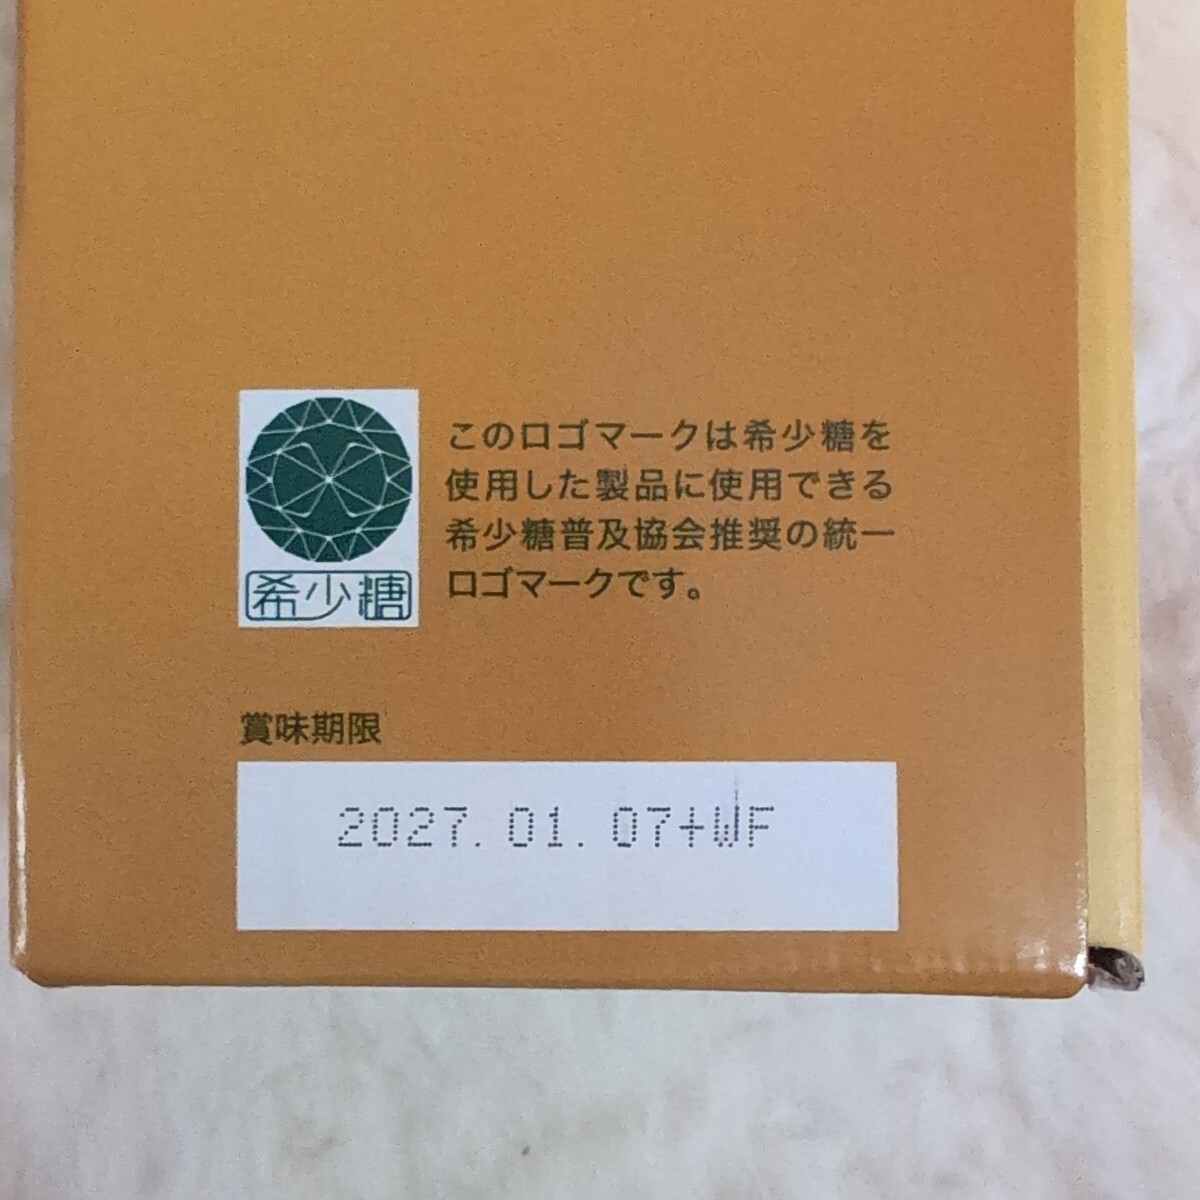 このロゴマークは希少糖を
使用した製品に使用できる
希少糖普及協会推奨の統一
ロゴマークです。
希少糖
賞味期限
2027.01.07+WF